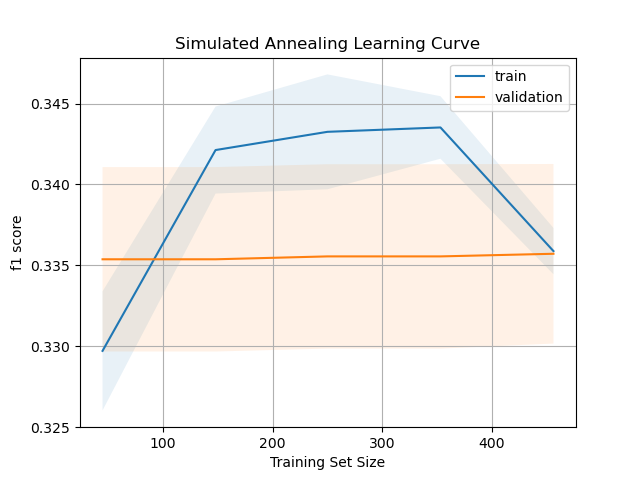 Simulated Annealing Learning Curve
train
validation
0.345
0.340
0.335
0.330
0.325
f1 score
100
200
300
400
Training Set Size